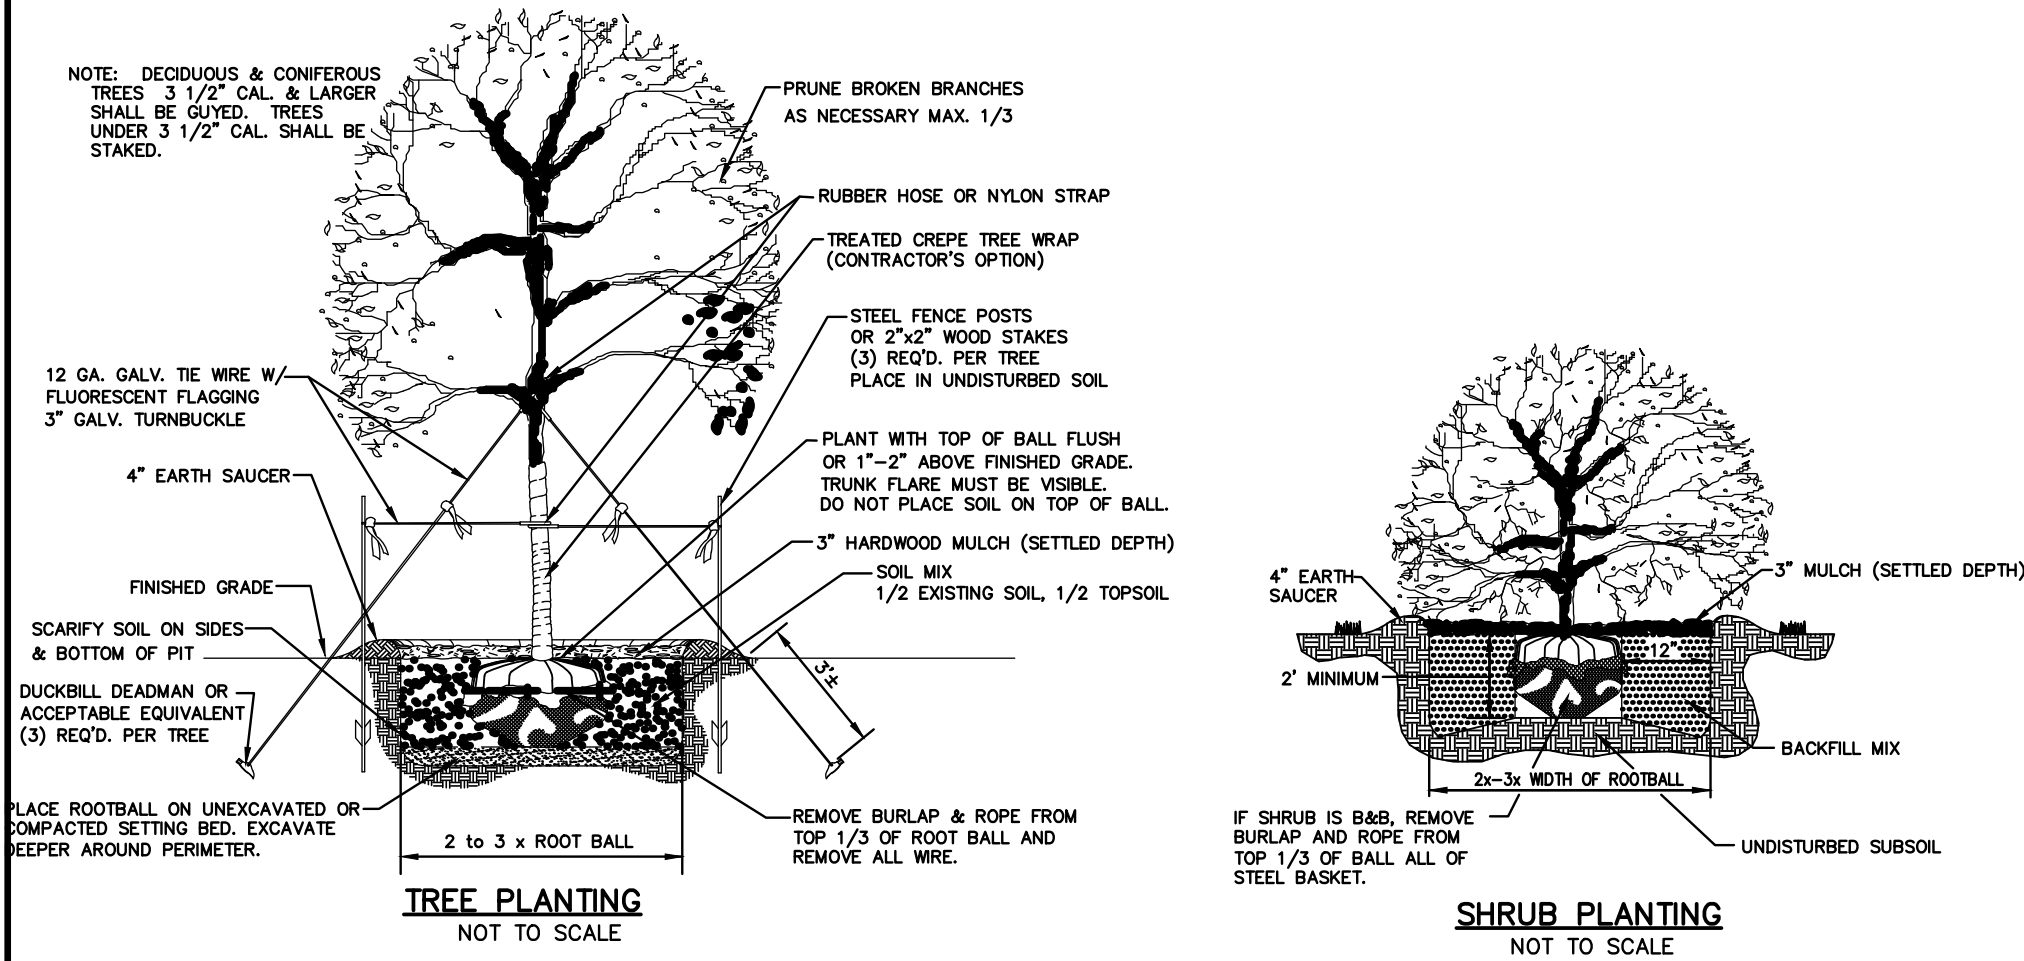 NOTE: DECIDUOUS & CONIFEROUS
TREES 3 1/2" CAL. & LARGER
SHALL BE GUYED. TREES
UNDER 3 1/2" CAL. SHALL BE
STAKED.
PRUNE BROKEN BRANCHES
AS NECESSARY MAX. 1/3
RUBBER HOSE OR NYLON STRAP
TREATED CREPE TREE WRAP
(CONTRACTOR'S OPTION)
STEEL FENCE POSTS
OR 2"x2" WOOD STAKES
(3) REQ'D. PER TREE
PLACE IN UNDISTURBED SOIL
12 GA. GALV. TIE WIRE W/
FLUORESCENT FLAGGING
3" GALV. TURNBUCKLE
4" EARTH SAUCER
PLANT WITH TOP OF BALL FLUSH
OR 1"-2" ABOVE FINISHED GRADE.
TRUNK FLARE MUST BE VISIBLE.
DO NOT PLACE SOIL ON TOP OF BALL.
3" HARDWOOD MULCH (SETTLED DEPTH)
SOIL MIX
1/2 EXISTING SOIL, 1/2 TOPSOIL
FINISHED GRADE
SCARIFY SOIL ON SIDES
& BOTTOM OF PIT
3'±
DUCKBILL DEADMAN OR
ACCEPTABLE EQUIVALENT
(3) REQ'D. PER TREE
PLACE ROOTBALL ON UNEXCAVATED OR
COMPACTED SETTING BED. EXCAVATE
DEEPER AROUND PERIMETER.
2 to 3 x ROOT BALL
REMOVE BURLAP & ROPE FROM
TOP 1/3 OF ROOT BALL AND
REMOVE ALL WIRE.
TREE PLANTING
NOT TO SCALE
4" EARTH
SAUCER
3" MULCH (SETTLED DEPTH)
12"
2' MINIMUM
BACKFILL MIX
2x-3x WIDTH OF ROOTBALL
IF SHRUB IS B&B, REMOVE
BURLAP AND ROPE FROM
TOP 1/3 OF BALL ALL OF
STEEL BASKET.
UNDISTURBED SUBSOIL
SHRUB PLANTING
NOT TO SCALE